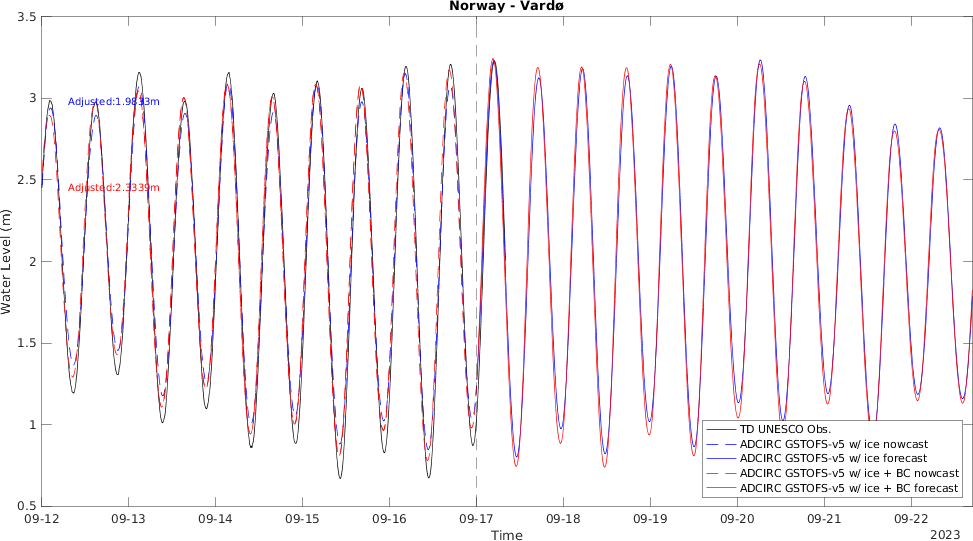 Norway - Vardø
3.5
3
2.5
2
1.5
1
0.5
Water Level (m)
Adjusted:1.9833m
Adjusted:2.3339m
TD UNESCO Obs.
ADCIRC GSTOFS-v5 w/ ice nowcast
ADCIRC GSTOFS-v5 w/ ice forecast
ADCIRC GSTOFS-v5 w/ ice + BC nowcast
ADCIRC GSTOFS-v5 w/ ice + BC forecast
09-12 09-13 09-14 09-15 09-16 09-17 09-18 09-19 09-20 09-21 09-22
Time
2023